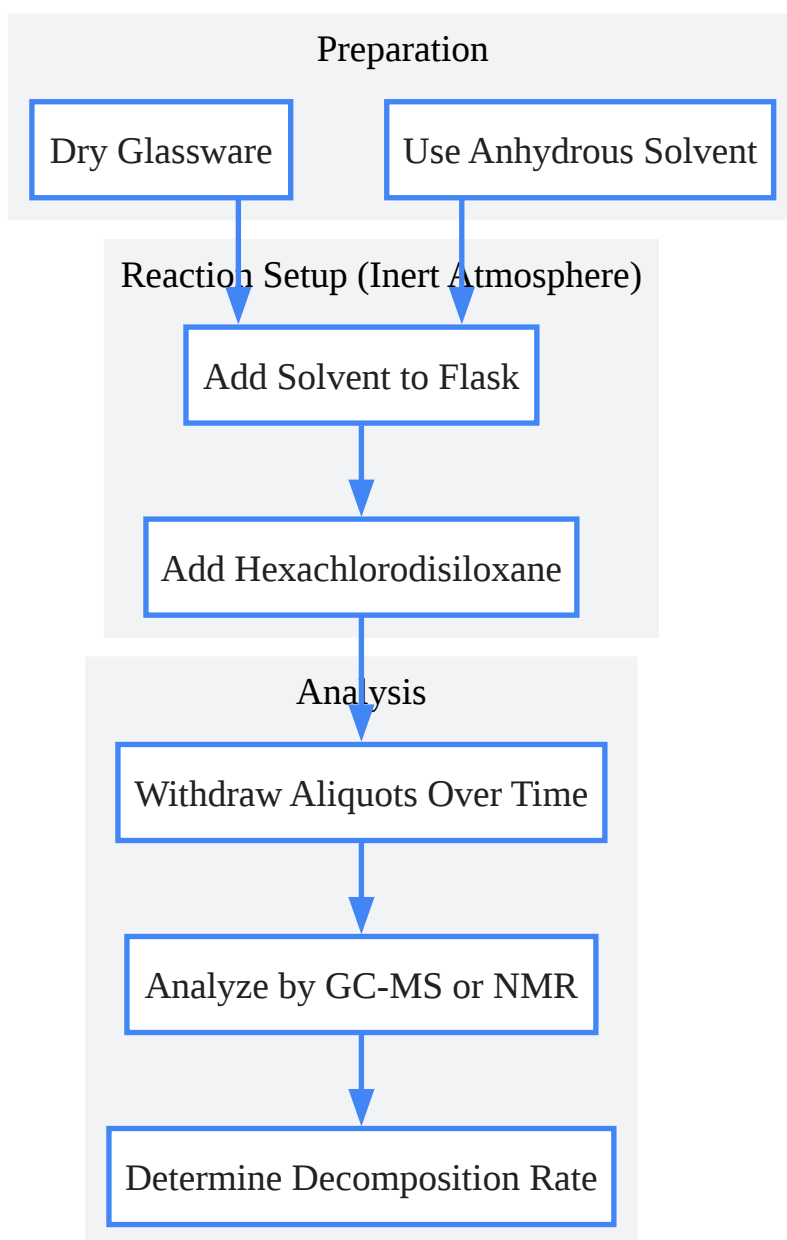 Preparation
Dry Glassware
Use Anhydrous Solvent
Reaction Setup (Inert Atmosphere)
Add Solvent to Flask
Add Hexachlorodisiloxane
Analysis
Withdraw Aliquots Over Time
Analyze by GC-MS or NMR
Determine Decomposition Rate